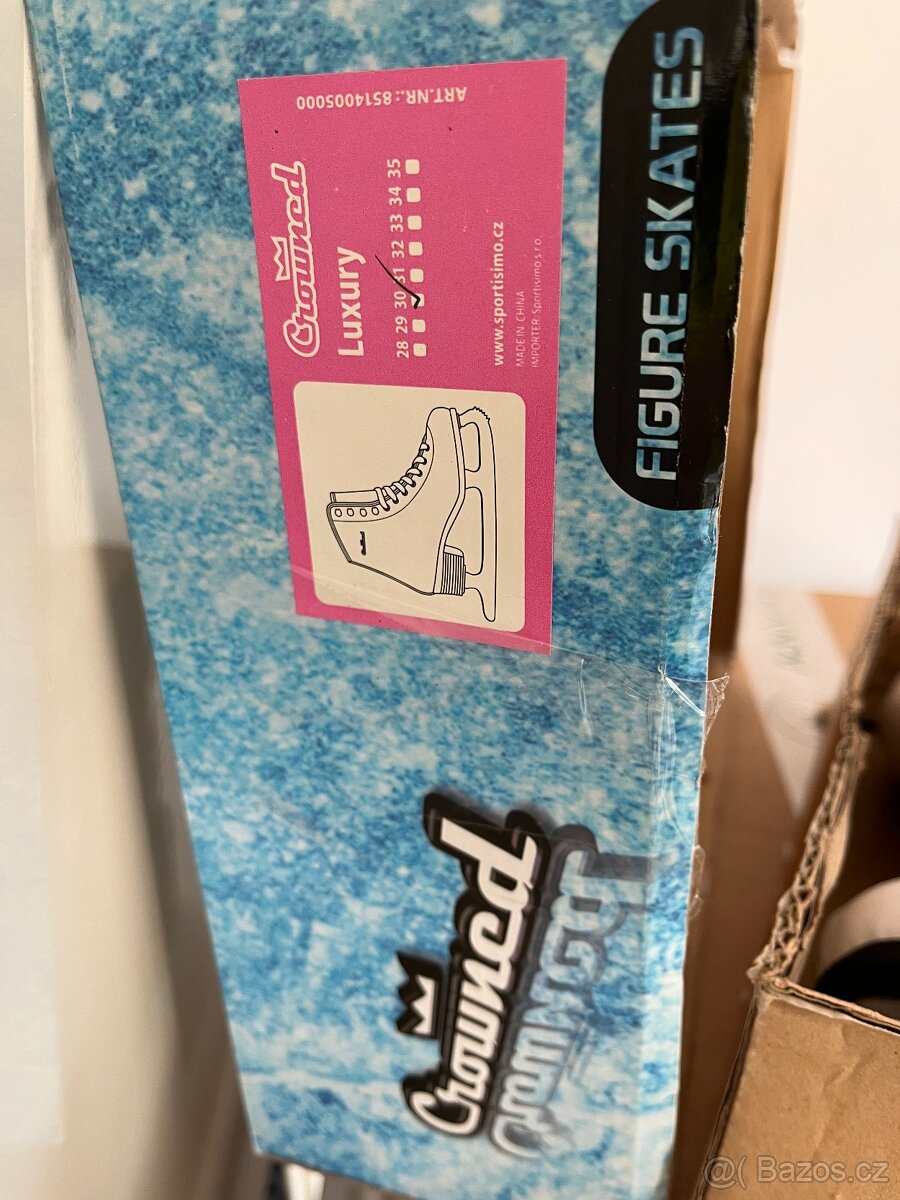 Crowned
Luxury
28 29 30 31 32 33 34 35
www.sportisimo.cz
MADE IN CHINA
IMPORTER: Sportisimo s.r.o.
ART.NR.: 8514005000
FIGURE SKATES
Crowned
@( Bazos.cz